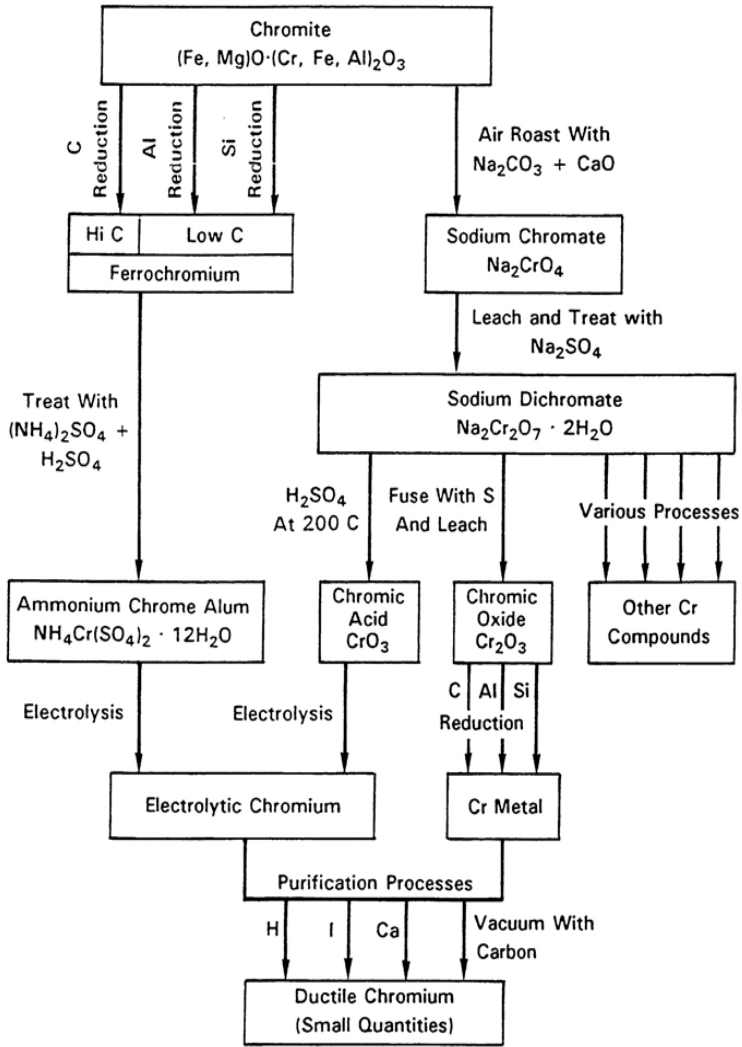 Chromite
(Fe, Mg)O·(Cr, Fe, Al)₂O₃
C
Reduction
Al
Reduction
Si
Reduction
Air Roast With
Na₂CO₃ + CaO
Hi C
Low C
Ferrochromium
Sodium Chromate
Na₂CrO₄
Leach and Treat with
Na₂SO₄
Treat With
(NH₄)₂SO₄ +
H₂SO₄
Sodium Dichromate
Na₂Cr₂O₇ · 2H₂O
H₂SO₄
At 200 C
Fuse With S
And Leach
Various Processes
Ammonium Chrome Alum
NH₄Cr(SO₄)₂ · 12H₂O
Chromic
Acid
CrO₃
Chromic
Oxide
Cr₂O₃
Other Cr
Compounds
Electrolysis
Electrolysis
C Al Si
Reduction
Electrolytic Chromium
Cr Metal
Purification Processes
H
I
Ca
Vacuum With
Carbon
Ductile Chromium
(Small Quantities)